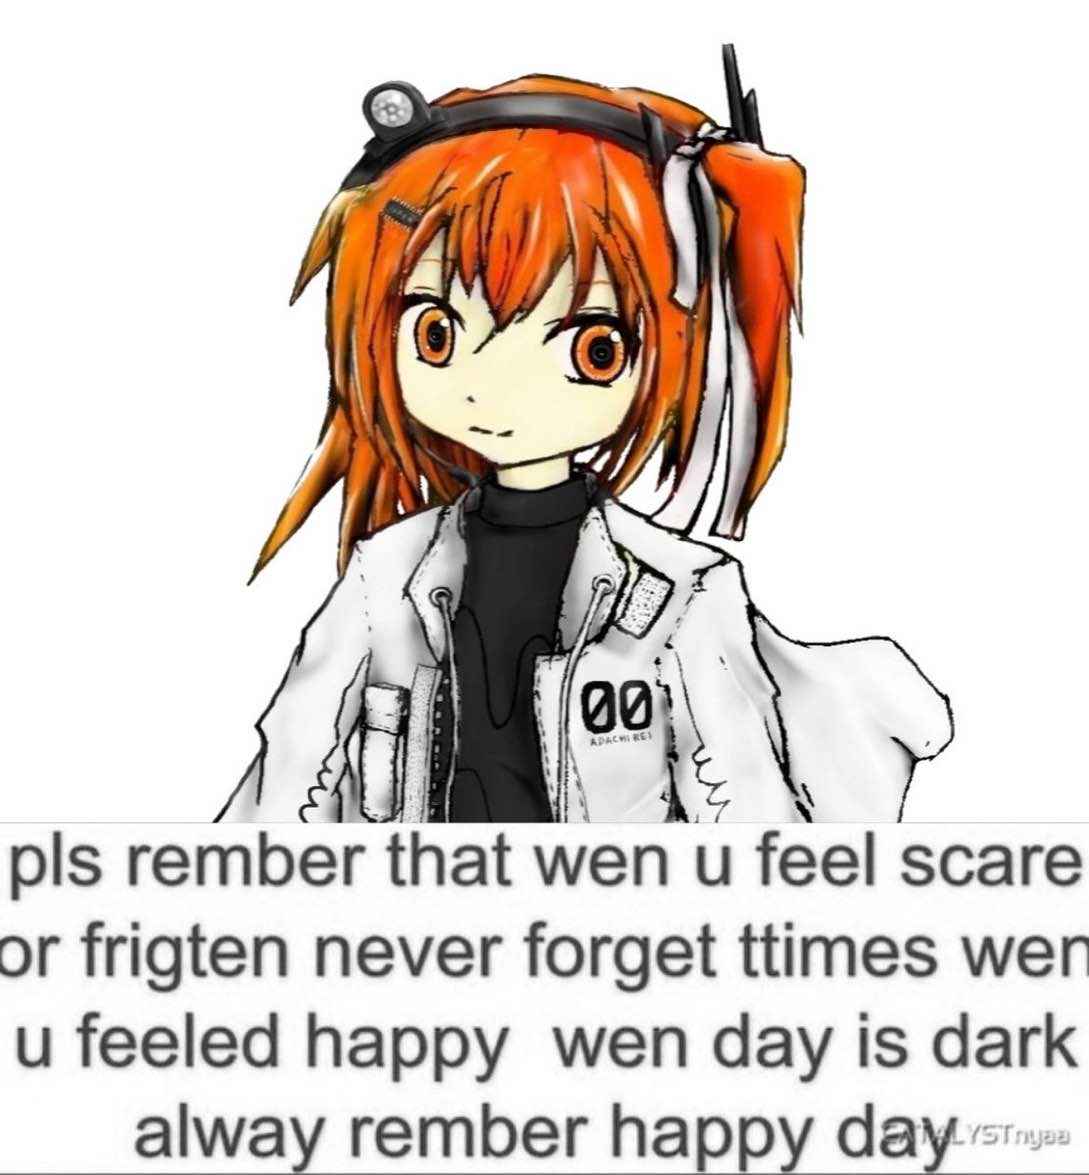 00
ADACHI REI
pls rember that wen u feel scare
or frigten never forget ttimes wen
u feeled happy wen day is dark
alway rember happy day
CATALYSTnyaa